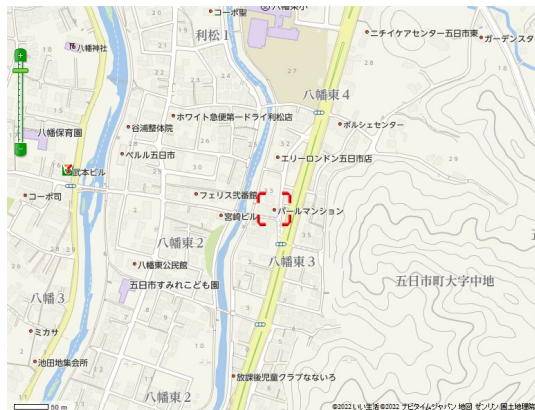 コーポ聖
八幡東小
利松1
ニチイケアセンター五日市東
ガーデンスタ
八幡神社
27
八幡東4
ホワイト急便第一ドライ利松店
ポルシェセンター
谷浦整体院
八幡保育園
ベルル五日市
エリーロンドン五日市店
29
武本ビル
コーポ司
フェリス弐番館
パールマンション
宮崎ビル
35
八幡東2
八幡東3
八幡東公民館
五日市町大字中地
五日市すみれこども園
八幡3
ミカサ
池田地集会所
放課後児童クラブなないろ
八幡東2
50 m
©2022 いい生活 ©2022 ナビタイムジャパン 地図 ゼンリン 国土地理院